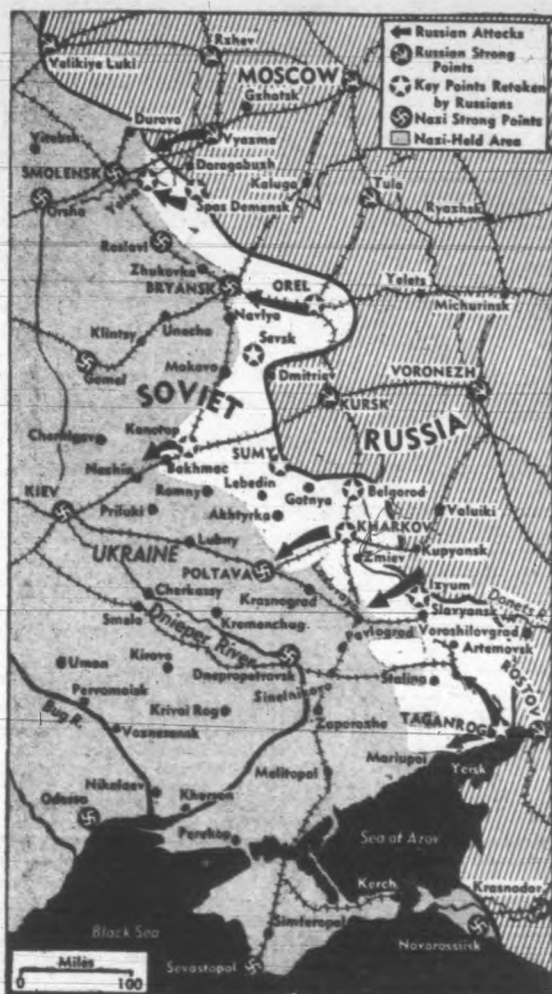 Russian Attacks
Russian Strong
Points
Key Points Retaken
by Russians
Nazi Strong Points
Nazi-Held Area
Rzhev
Velikiye Luki
MOSCOW
Gzhatsk
Durovo
Vitebsk
Vyazma
SMOLENSK
Dorogobush
Kaluga
Tula
Yelna
Orsha
Spas Demensk
Ryazhsk
Roslavl
Zhukovka
OREL
Yelets
BRYANSK
Michurinsk
Navlya
Unecha
Klintsy
Sevsk
Gomel
Makovo
Dmitriev
VORONEZH
SOVIET
KURSK
RUSSIA
Konotop
Chernigov
SUMY
Bakhmac
Nezhin
Lebedin
Belgorod
KIEV
Romny
Gotnya
Priluki
Akhtyrka
Valuiki
KHARKOV
Lubny
UKRAINE
Zmiev
Kupyansk
POLTAVA
Izyum
Cherkassy
Krasnograd
Donets R.
Slavyansk
Smela
Kremenchug
Dnieper River
Pavlograd
Voroshilovgrad
Artemovsk
Uman
Kirovo
Dnepropetrovsk
ROSTOV
Pervomaisk
Sinelnikovo
Stalino
Krivoi Rog
Bug R.
Zaporozhe
TAGANROG
Voznesensk
Mariupol
Yeisk
Nikolaev
Melitopol
Kherson
Odessa
Perekop
Sea of Azov
Kerch
Krasnodar
Black Sea
Simferopol
Novorossiisk
Miles
0 100
Sevastopol